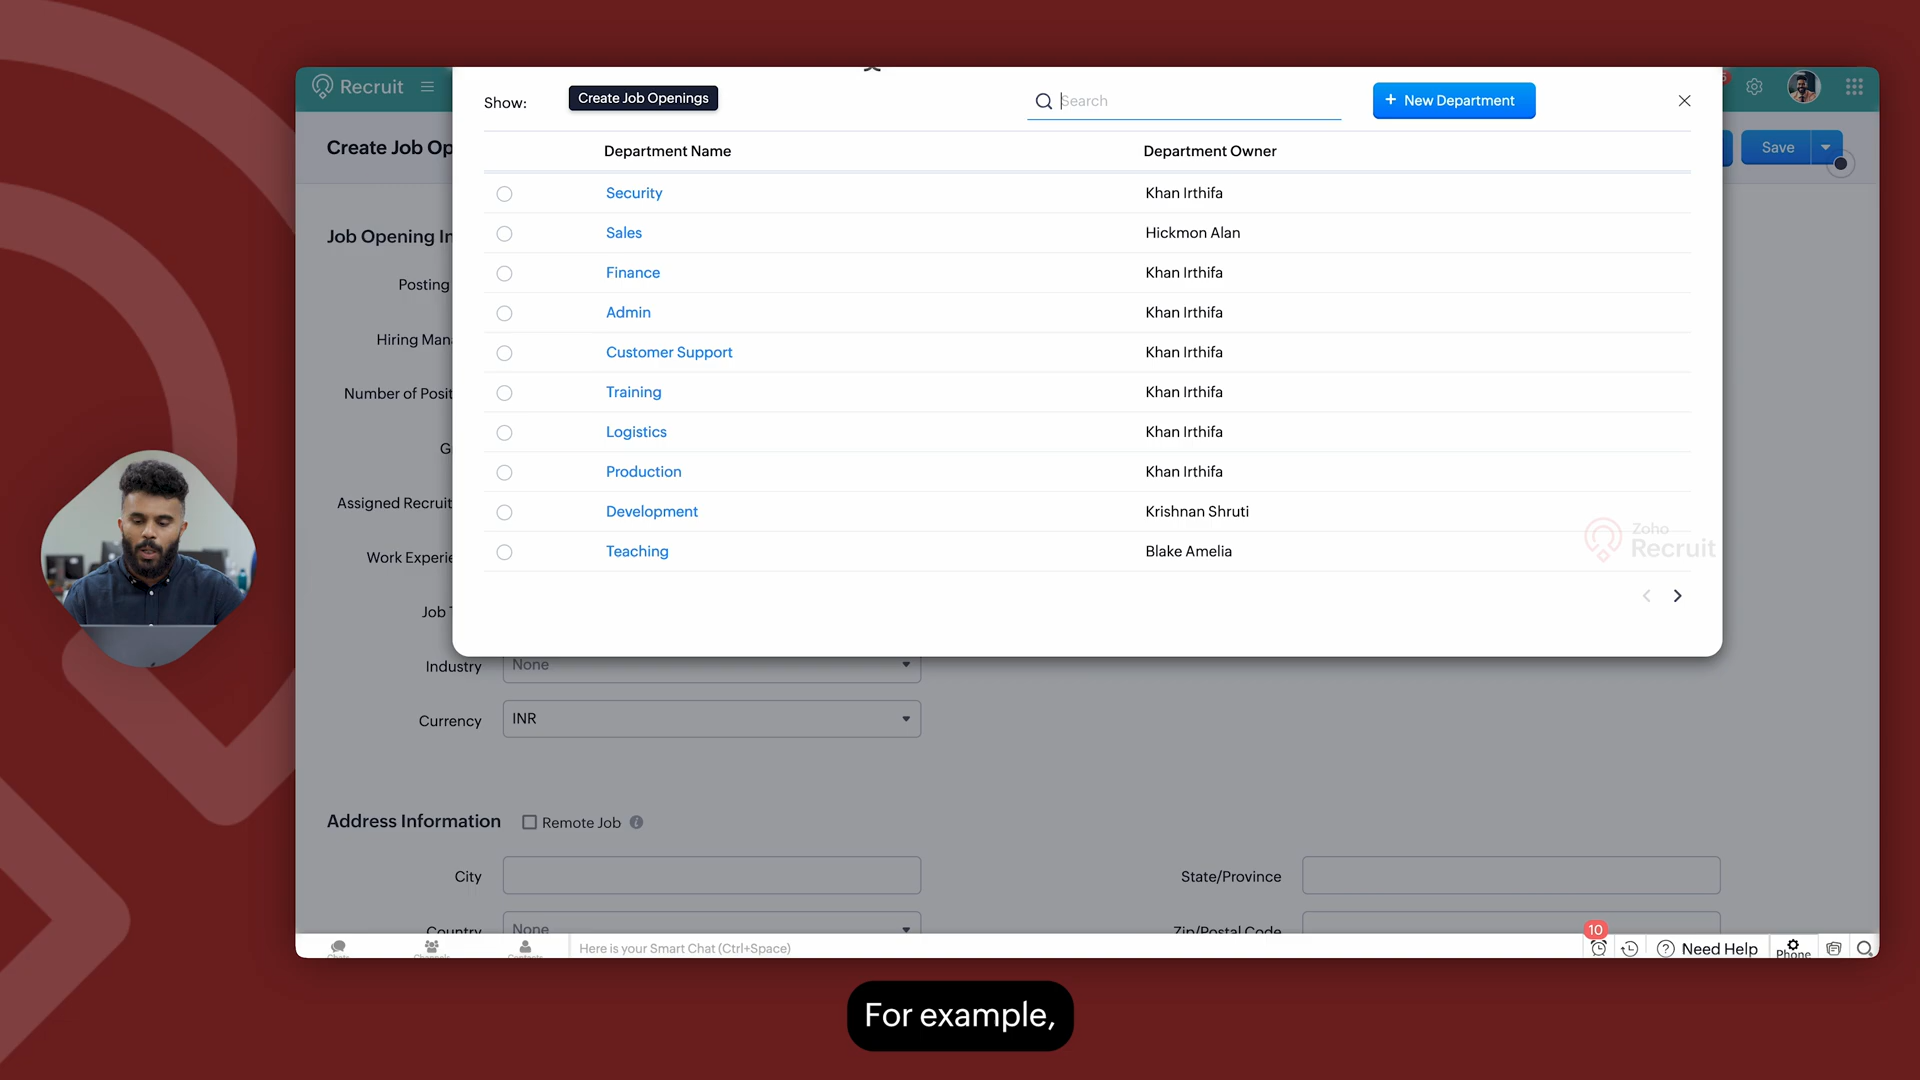 Recruit
Show:
Create Job Openings
Search
+ New Department
Create Job Op
Save
Department Name
Department Owner
Security
Khan Irthifa
Sales
Hickmon Alan
Job Opening In
Finance
Khan Irthifa
Posting
Admin
Khan Irthifa
Hiring Man
Customer Support
Khan Irthifa
Number of Posit
Training
Khan Irthifa
Logistics
Khan Irthifa
G
Production
Khan Irthifa
Assigned Recruit
Development
Krishnan Shruti
Zoho
Recruit
Work Experie
Teaching
Blake Amelia
Job T
Industry
None
Currency
INR
Address Information
Remote Job
City
State/Province
Country
None
Zip/Postal Code
Chats
Channels
Contacts
Here is your Smart Chat (Ctrl+Space)
10
Need Help
Phone
For example,